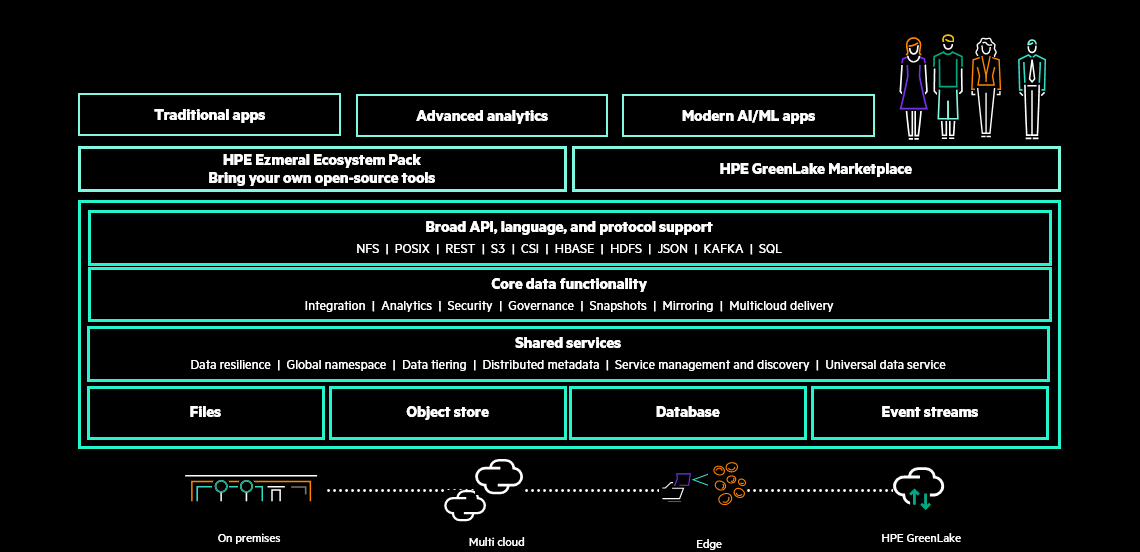 Traditional apps
Advanced analytics
Modern AI/ML apps
HPE Ezmeral Ecosystem Pack
Bring your own open-source tools
HPE GreenLake Marketplace
Broad API, language, and protocol support
NFS | POSIX | REST | S3 | CSI | HBASE | HDFS | JSON | KAFKA | SQL
Core data functionality
Integration | Analytics | Security | Governance | Snapshots | Mirroring | Multicloud delivery
Shared services
Data resilience | Global namespace | Data tiering | Distributed metadata | Service management and discovery | Universal data service
Files
Object store
Database
Event streams
On premises
Multi cloud
Edge
HPE GreenLake